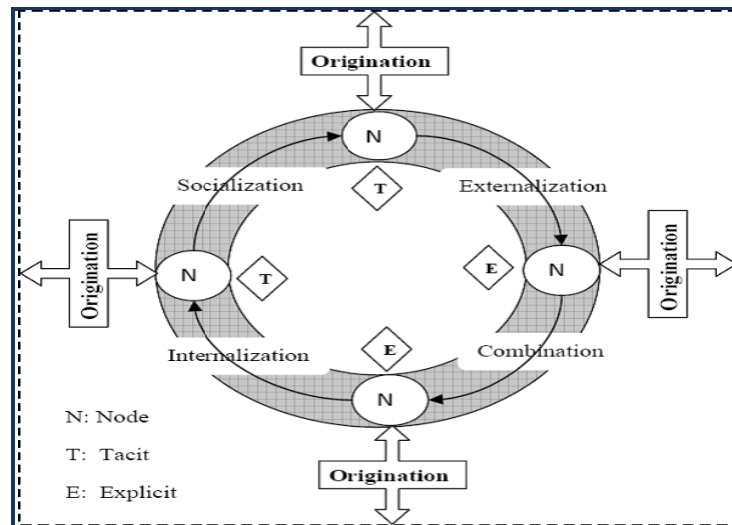 Origination
N
Socialization
T
Externalization
Origination
N
T
E
N
Origination
Internalization
E
Combination
N
N: Node
T: Tacit
Origination
E: Explicit